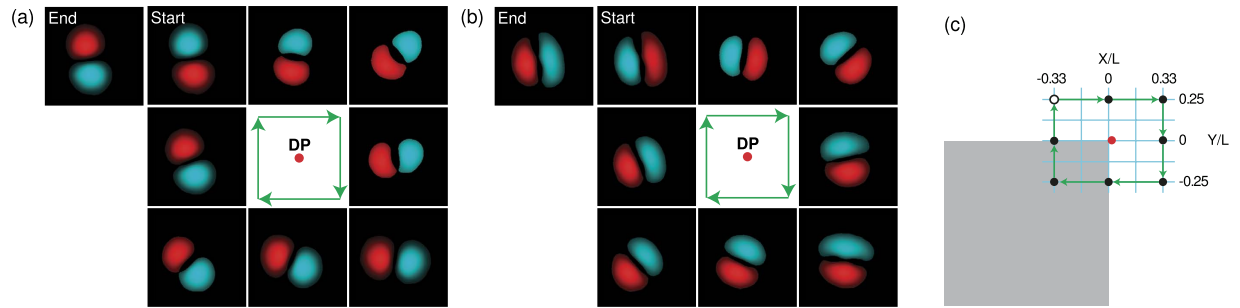 (a)
End
Start
DP
(b)
End
Start
DP
(c)
X/L
-0.33
0
0.33
0.25
0
Y/L
-0.25